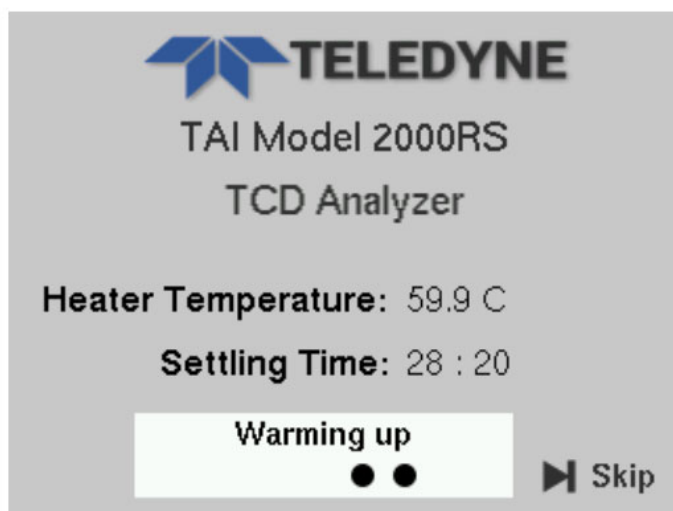 TELEDYNE
TAI Model 2000RS
TCD Analyzer
Heater Temperature: 59.9 C
Settling Time: 28 : 20
Warming up
Skip